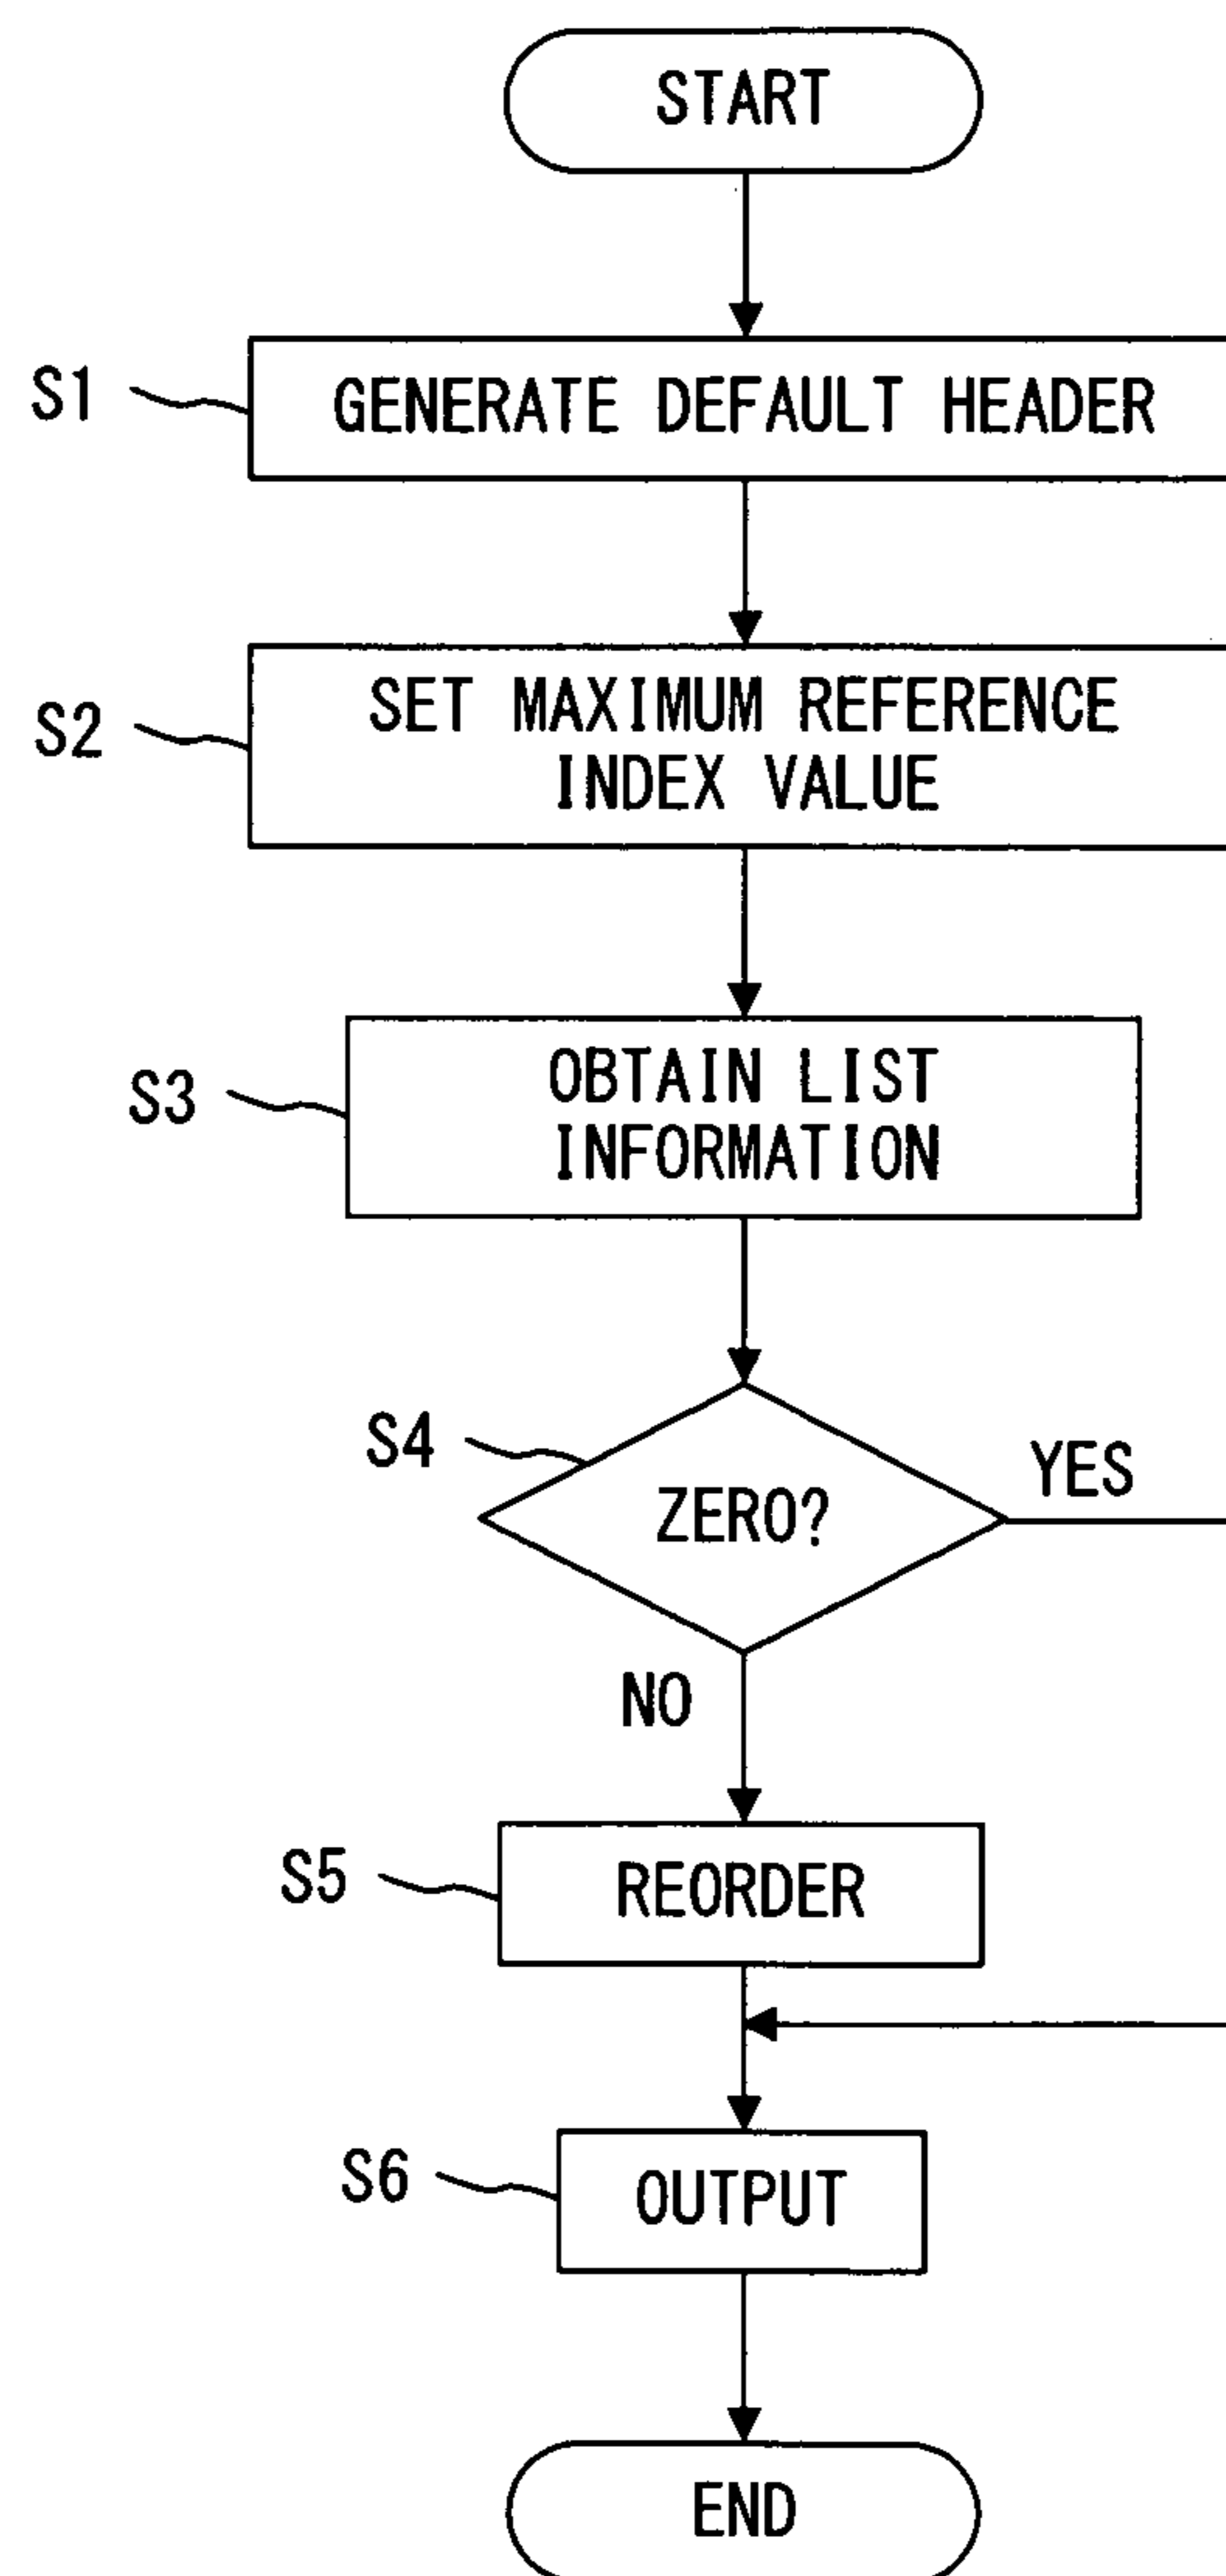 START
S1
GENERATE DEFAULT HEADER
S2
SET MAXIMUM REFERENCE
INDEX VALUE
S3
OBTAIN LIST
INFORMATION
S4
ZERO?
YES
NO
S5
REORDER
S6
OUTPUT
END